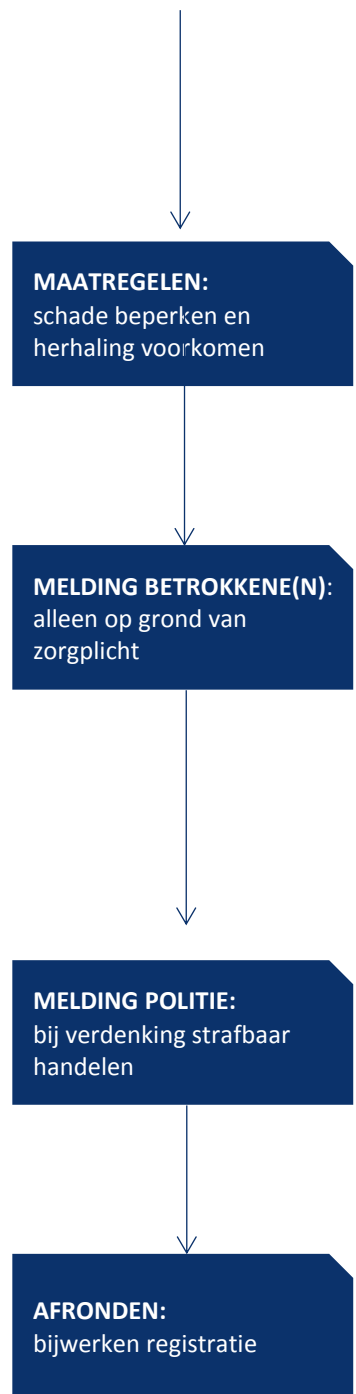 MAATREGELEN:
schade beperken en
herhaling voorkomen
MELDING BETROKKENE(N):
alleen op grond van
zorgplicht
MELDING POLITIE:
bij verdenking strafbaar
handelen
AFRONDEN:
bijwerken registratie